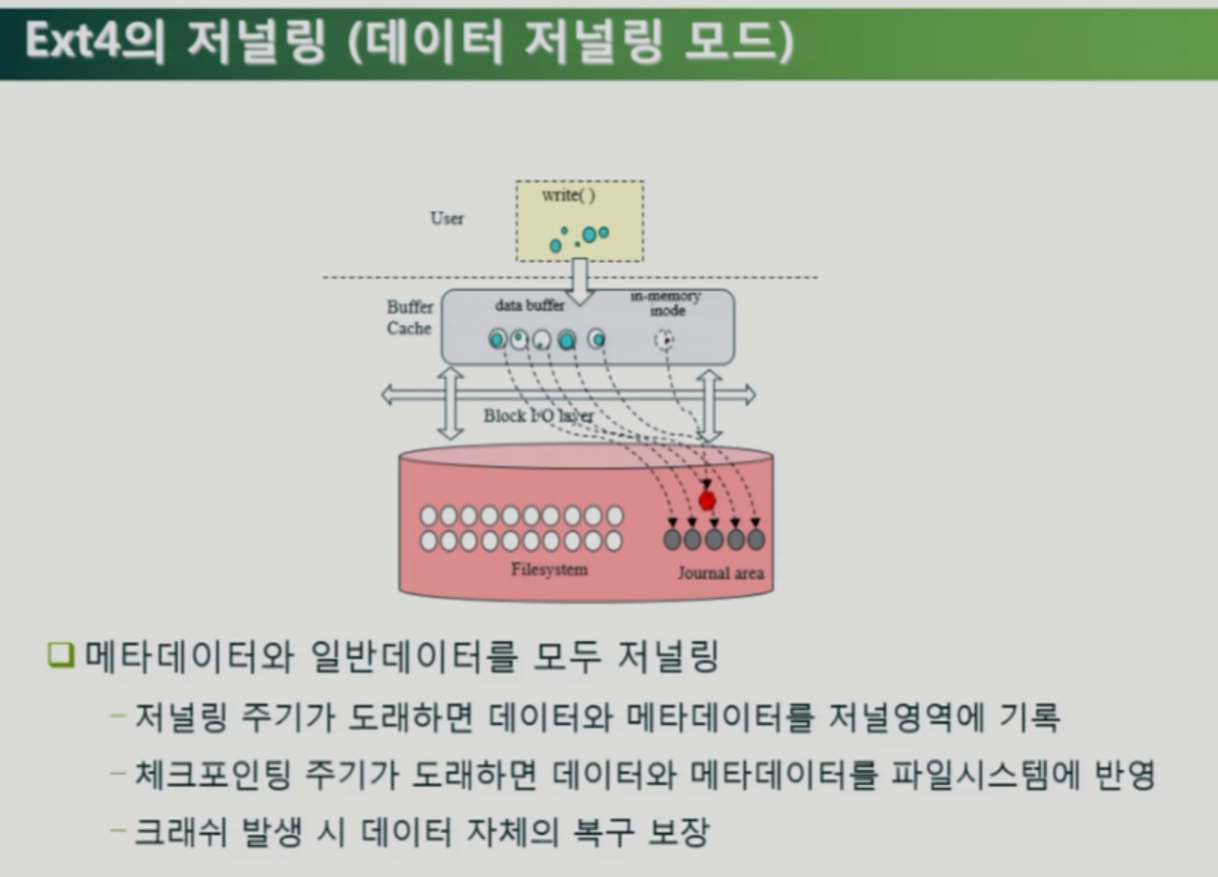 Ext4의 저널링 (데이터 저널링 모드)
write( )
User
Buffer
Cache
data buffer
in-memory
inode
Block I/O layer
Filesystem
Journal area
메타데이터와 일반데이터를 모두 저널링
– 저널링 주기가 도래하면 데이터와 메타데이터를 저널영역에 기록
– 체크포인팅 주기가 도래하면 데이터와 메타데이터를 파일시스템에 반영
– 크래쉬 발생 시 데이터 자체의 복구 보장